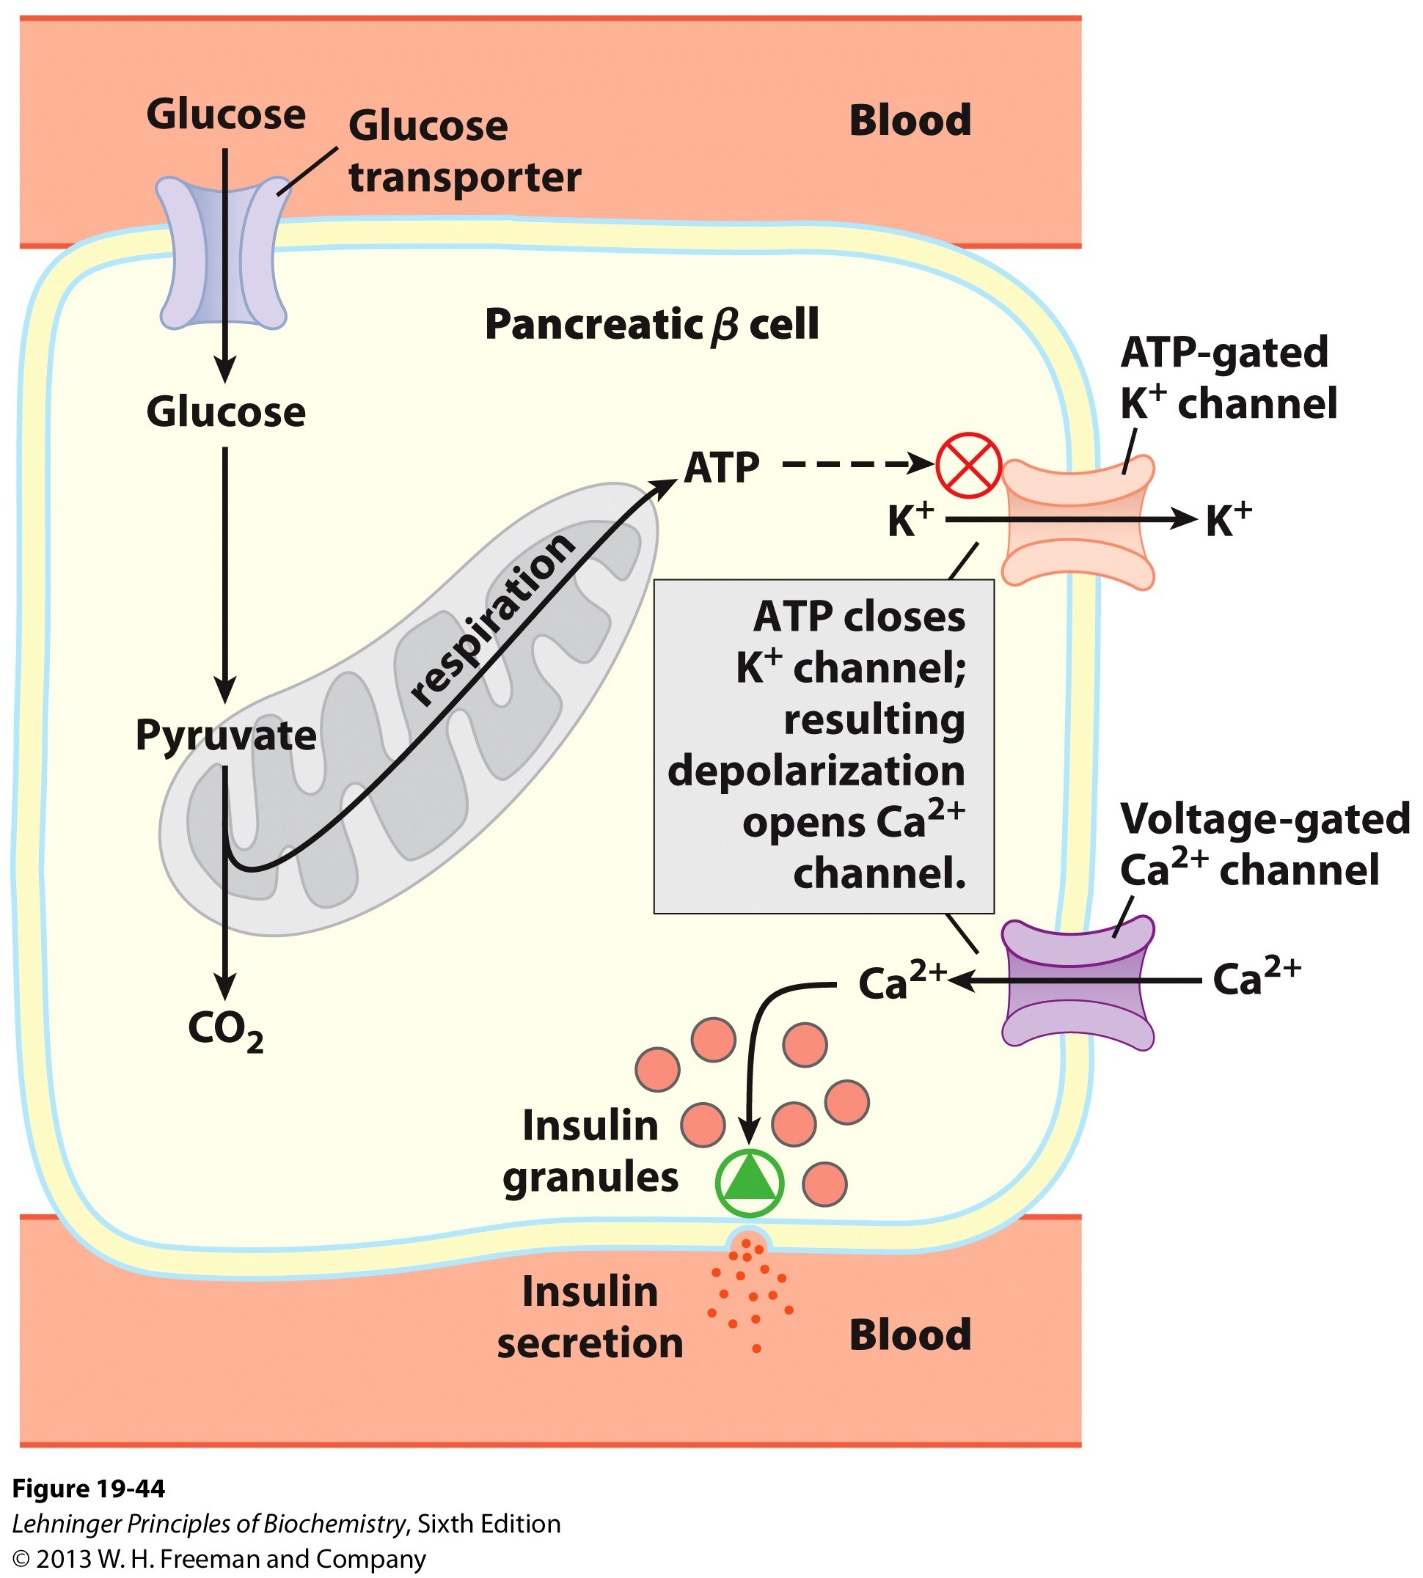 Glucose
Glucose
transporter
Blood
Pancreatic β cell
Glucose
ATP-gated
K⁺ channel
ATP
K⁺
K⁺
respiration
ATP closes
K⁺ channel;
resulting
depolarization
opens Ca²⁺
channel.
Pyruvate
Voltage-gated
Ca²⁺ channel
Ca²⁺
Ca²⁺
CO₂
Insulin
granules
Insulin
secretion
Blood
Figure 19-44
Lehninger Principles of Biochemistry, Sixth Edition
© 2013 W. H. Freeman and Company